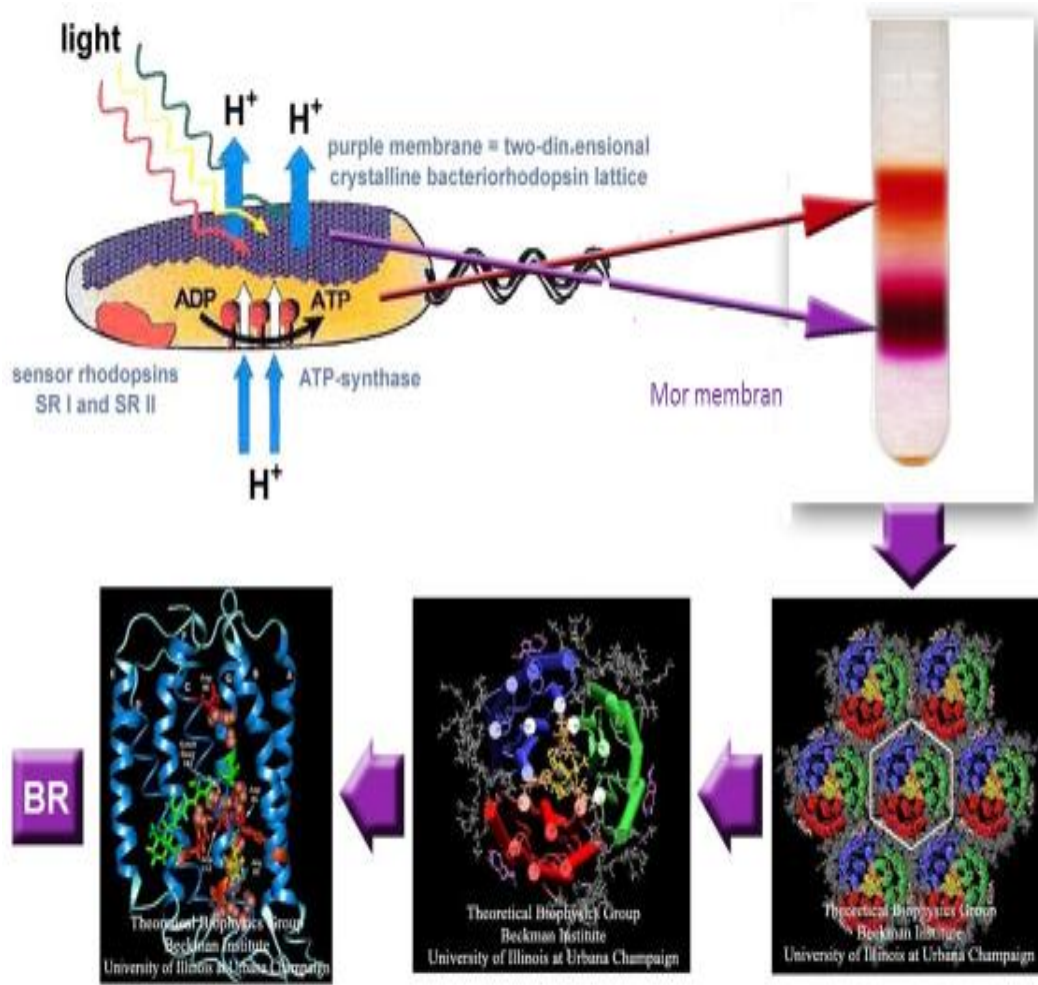 light
H+
H+
purple membrane = two-din.ensional
crystalline bacteriorhodopsin lattice
ADP
ATP
sensor rhodopsins
SR I and SR II
ATP-synthase
Mor membran
H+
BR
Theoretical Biophysics Group
Beckman Institute
University of Illinois at Urbana Champaign
Theoretical Biophysics Group
Beckman Institute
University of Illinois at Urbana Champaign
Theoretical Biophysics Group
Beckman Institute
University of Illinois at Urbana Champaign